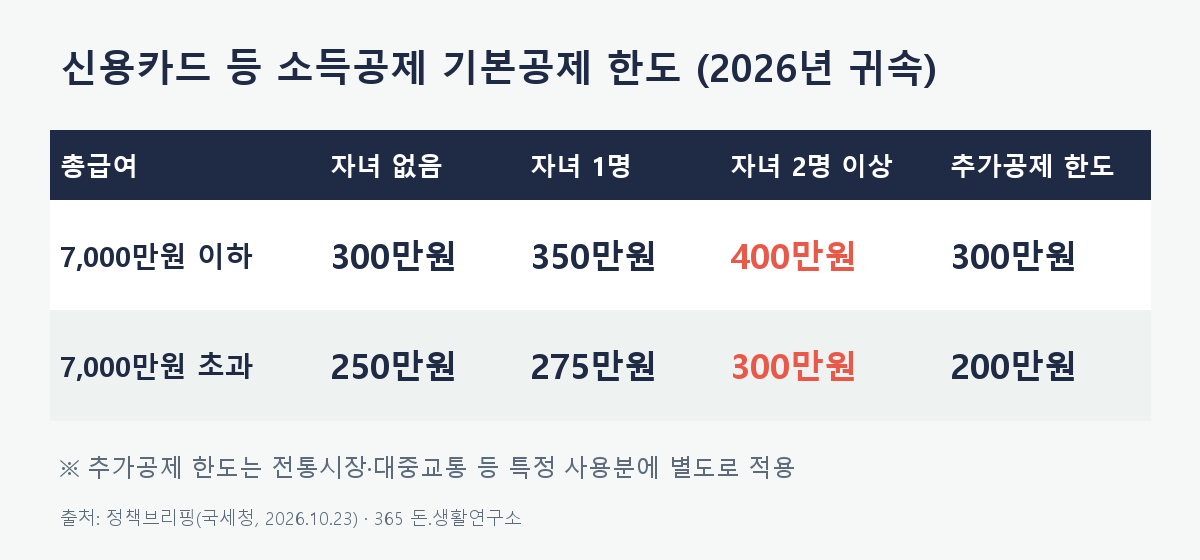 신용카드 등 소득공제 기본공제 한도 (2026년 귀속)
총급여 자녀 없음 자녀 1명 자녀 2명 이상 추가공제 한도
7,000만원 이하 300만원 350만원 400만원 300만원
7,000만원 초과 250만원 275만원 300만원 200만원
※ 추가공제 한도는 전통시장·대중교통 등 특정 사용분에 별도로 적용
출처: 정책브리핑(국세청, 2026.10.23) · 365 돈.생활연구소